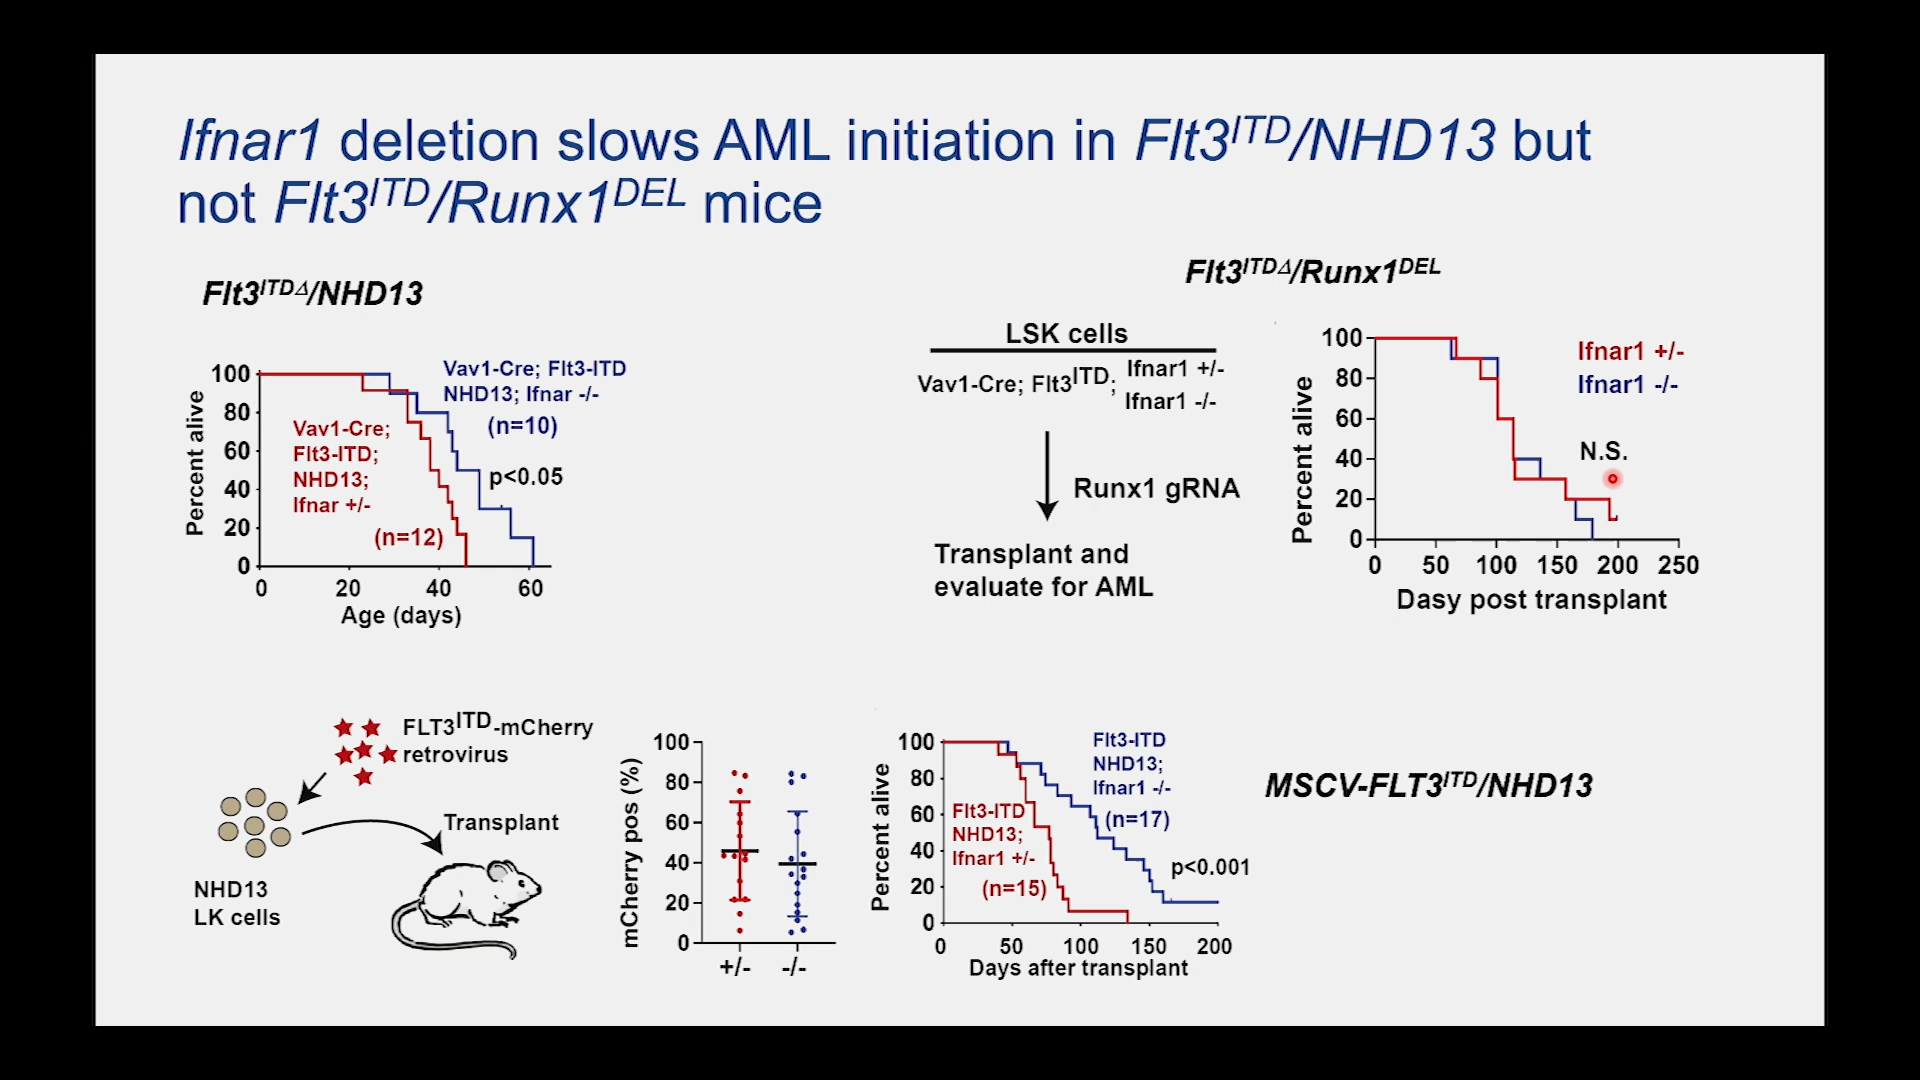 Ifnar1 deletion slows AML initiation in Flt3ITD/NHD13 but
not Flt3ITD/Runx1DEL mice
Flt3ITDΔ/NHD13
Percent alive
100
80
60
40
20
0
0 20 40 60
Age (days)
Vav1-Cre; Flt3-ITD
NHD13; Ifnar -/-
(n=10)
p<0.05
Vav1-Cre;
Flt3-ITD;
NHD13;
Ifnar +/-
(n=12)
LSK cells
Vav1-Cre; Flt3ITD;
Ifnar1 +/-
Ifnar1 -/-
Runx1 gRNA
Transplant and
evaluate for AML
Flt3ITDΔ/Runx1DEL
Percent alive
100
80
60
40
20
0
0 50 100 150 200 250
Dasy post transplant
Ifnar1 +/-
Ifnar1 -/-
N.S.
FLT3ITD-mCherry
retrovirus
Transplant
NHD13
LK cells
mCherry pos (%)
100
80
60
40
20
0
+/- -/-
Percent alive
100
80
60
40
20
0
0 50 100 150 200
Days after transplant
Flt3-ITD
NHD13;
Ifnar1 -/-
(n=17)
p<0.001
Flt3-ITD
NHD13;
Ifnar1 +/-
(n=15)
MSCV-FLT3ITD/NHD13